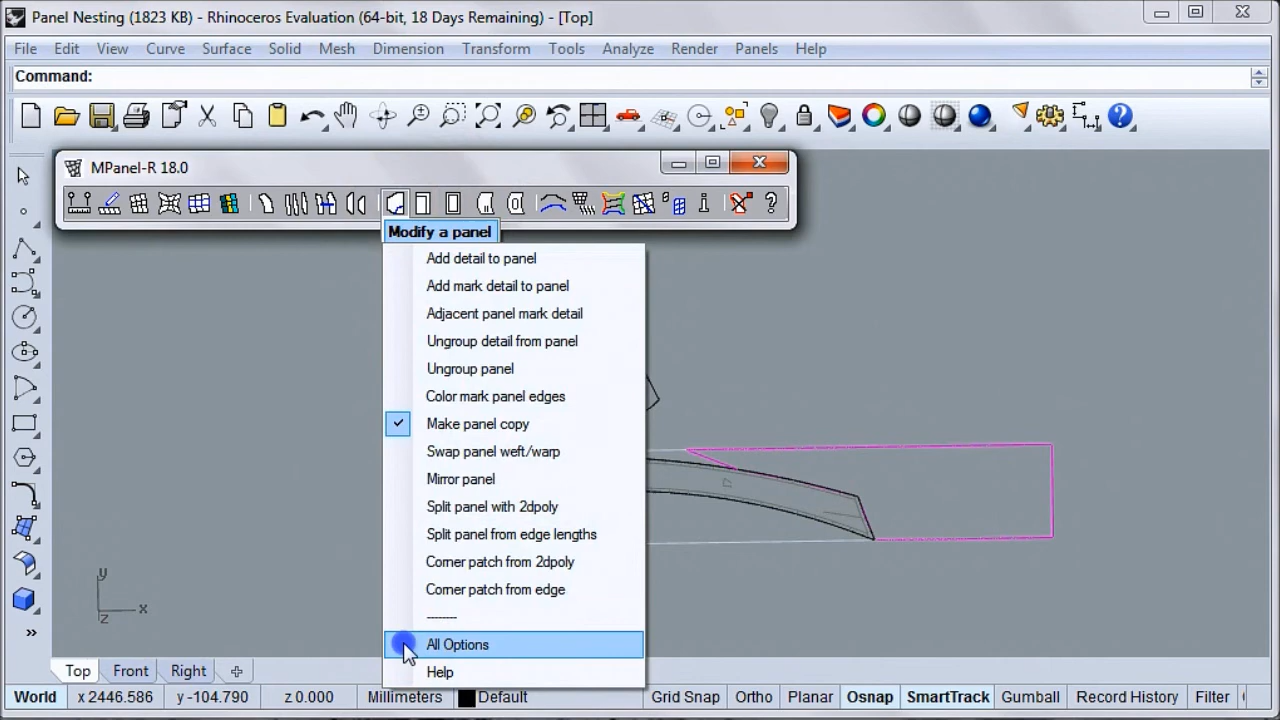 Panel Nesting (1823 KB) - Rhinoceros Evaluation (64-bit, 18 Days Remaining) - [Top]
File Edit View Curve Surface Solid Mesh Dimension Transform Tools Analyze Render Panels Help
Command:
MPanel-R 18.0
Modify a panel
Add detail to panel
Add mark detail to panel
Adjacent panel mark detail
Ungroup detail from panel
Ungroup panel
Color mark panel edges
Make panel copy
Swap panel weft/warp
Mirror panel
Split panel with 2dpoly
Split panel from edge lengths
Corner patch from 2dpoly
Corner patch from edge
--------
All Options
Help
y
x
z
Top Front Right
World x 2446.586 y -104.790 z 0.000 Millimeters Default Grid Snap Ortho Planar Osnap SmartTrack Gumball Record History Filter